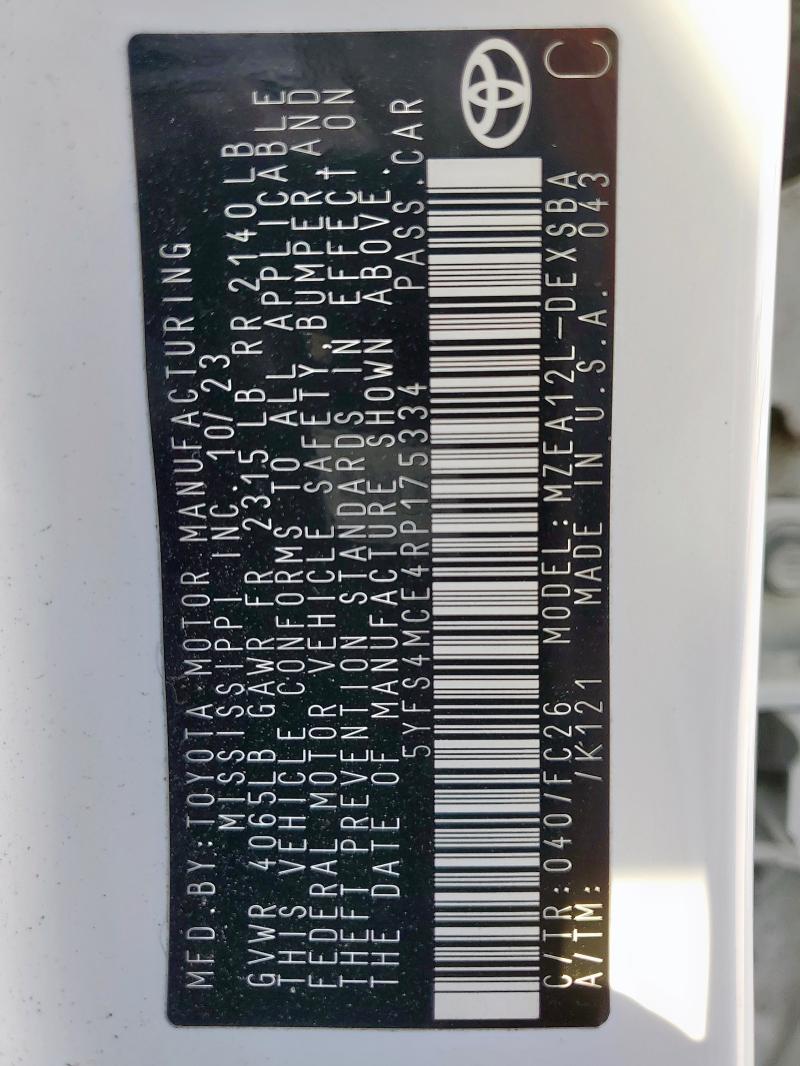 MFD.BY:TOYOTA MOTOR MANUFACTURING
MISSISSIPPI INC. 10/23
GVWR 4065LB GAWR FR 2315 LB RR 2140 LB
THIS VEHICLE CONFORMS TO ALL APPLICABLE
FEDERAL MOTOR VEHICLE SAFETY, BUMPER AND
THEFT PREVENTION STANDARDS IN EFFECT ON
THE DATE OF MANUFACTURE SHOWN ABOVE.
5YFS4MCE4RP175334 PASS.CAR
C/TR:040/FC26 MODEL:MZEA12L-DEXSBA
A/TM: /K121 MADE IN U.S.A. 043
C